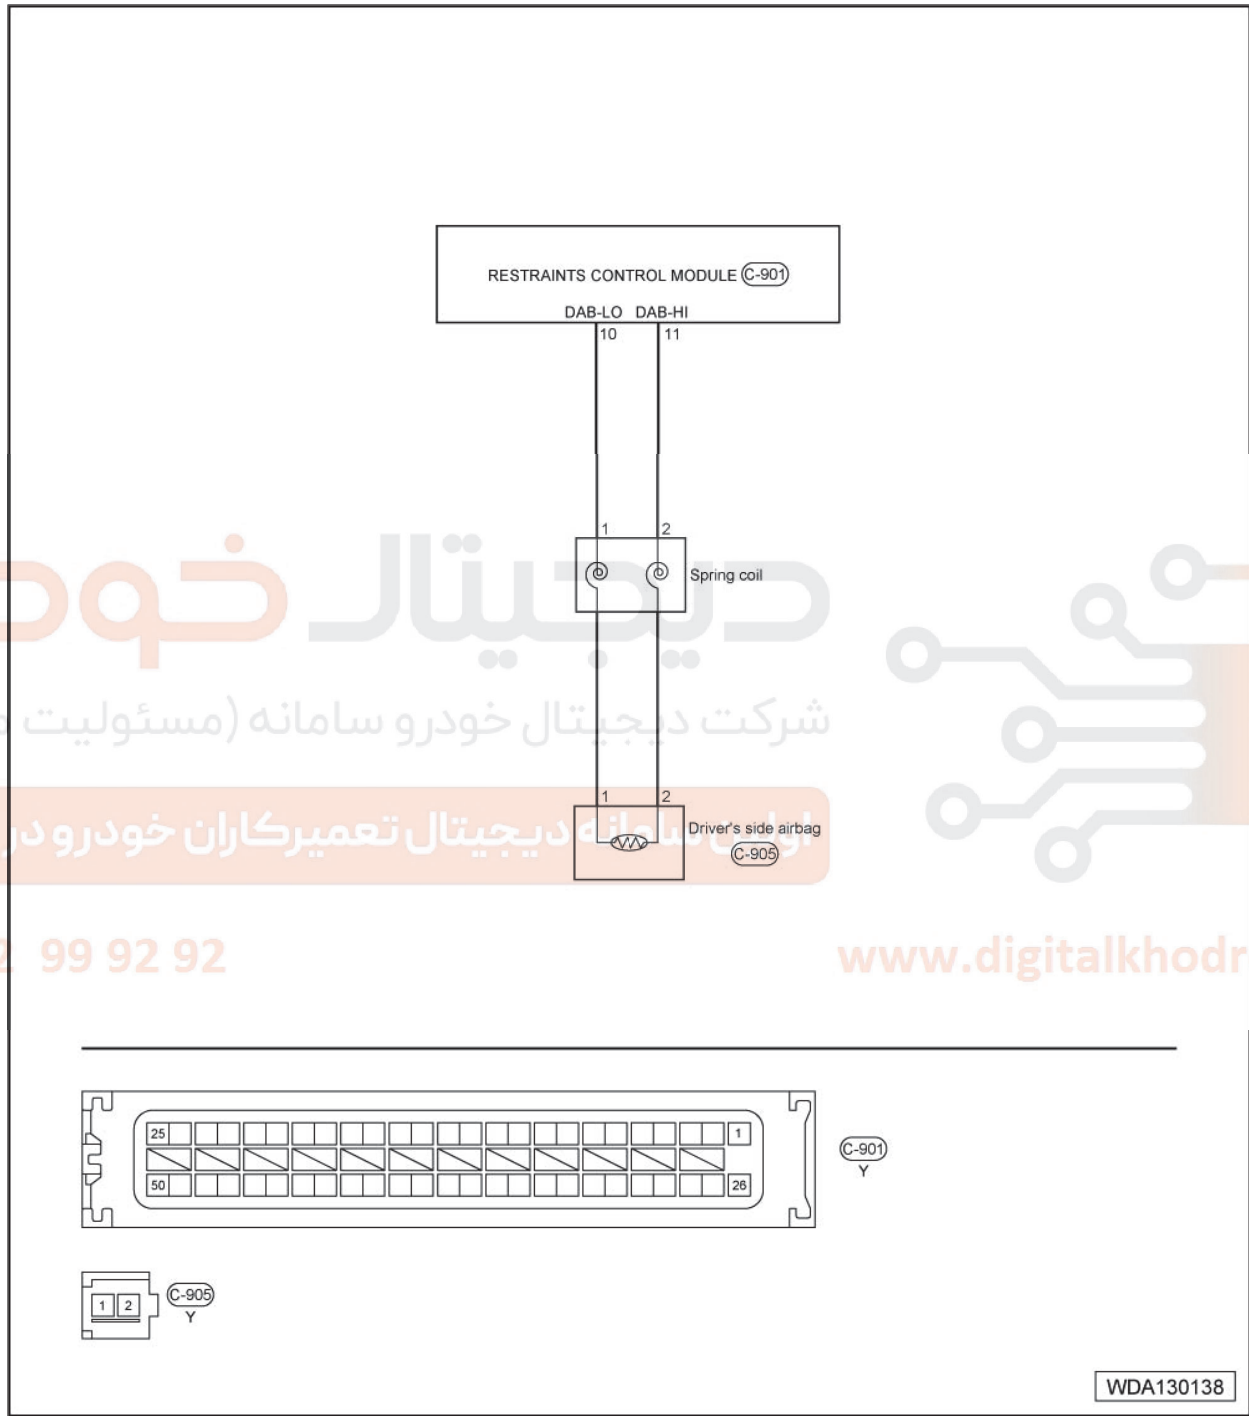 RESTRAINTS CONTROL MODULE C-901
DAB-LO DAB-HI
10 11
1 2
Spring coil
دیجیتال خود
شرکت دیجیتال خودرو سامانه (مسئولیت
1 2
Driver's side airbag
C-905
اولین سامانه دیجیتال تعمیرکاران خودرو در
99 92 92
www.digitalkhodr
25 1
C-901
Y
50 26
1 2
C-905
Y
WDA130138